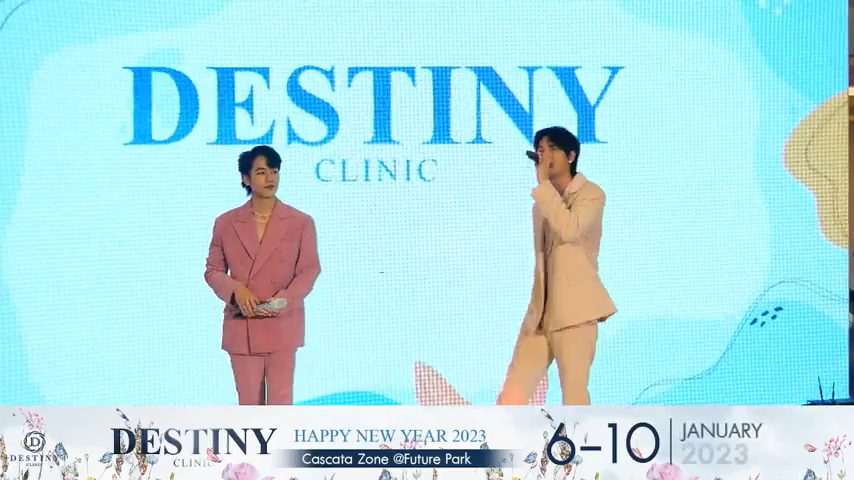 DESTINY
CLINIC
DESTINY
CLINIC
DESTINY
CLINIC
HAPPY NEW YEAR 2023
Cascata Zone @Future Park
6-10
JANUARY
2023